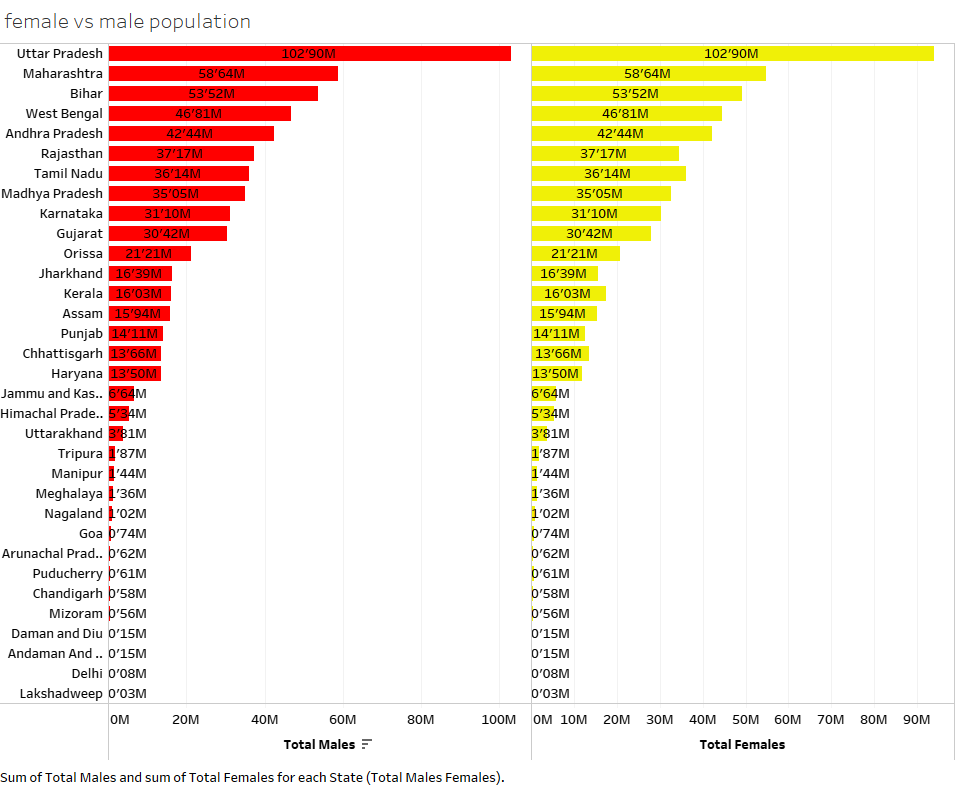 female vs male population
Uttar Pradesh 102'90M 102'90M
Maharashtra 58'64M 58'64M
Bihar 53'52M 53'52M
West Bengal 46'81M 46'81M
Andhra Pradesh 42'44M 42'44M
Rajasthan 37'17M 37'17M
Tamil Nadu 36'14M 36'14M
Madhya Pradesh 35'05M 35'05M
Karnataka 31'10M 31'10M
Gujarat 30'42M 30'42M
Orissa 21'21M 21'21M
Jharkhand 16'39M 16'39M
Kerala 16'03M 16'03M
Assam 15'94M 15'94M
Punjab 14'11M 14'11M
Chhattisgarh 13'66M 13'66M
Haryana 13'50M 13'50M
Jammu and Kas.. 6'64M 6'64M
Himachal Prade.. 5'34M 5'34M
Uttarakhand 3'81M 3'81M
Tripura 1'87M 1'87M
Manipur 1'44M 1'44M
Meghalaya 1'36M 1'36M
Nagaland 1'02M 1'02M
Goa 0'74M 0'74M
Arunachal Prad.. 0'62M 0'62M
Puducherry 0'61M 0'61M
Chandigarh 0'58M 0'58M
Mizoram 0'56M 0'56M
Daman and Diu 0'15M 0'15M
Andaman And .. 0'15M 0'15M
Delhi 0'08M 0'08M
Lakshadweep 0'03M 0'03M
0M 20M 40M 60M 80M 100M 0M 10M 20M 30M 40M 50M 60M 70M 80M 90M
Total Males Total Females
Sum of Total Males and sum of Total Females for each State (Total Males Females).